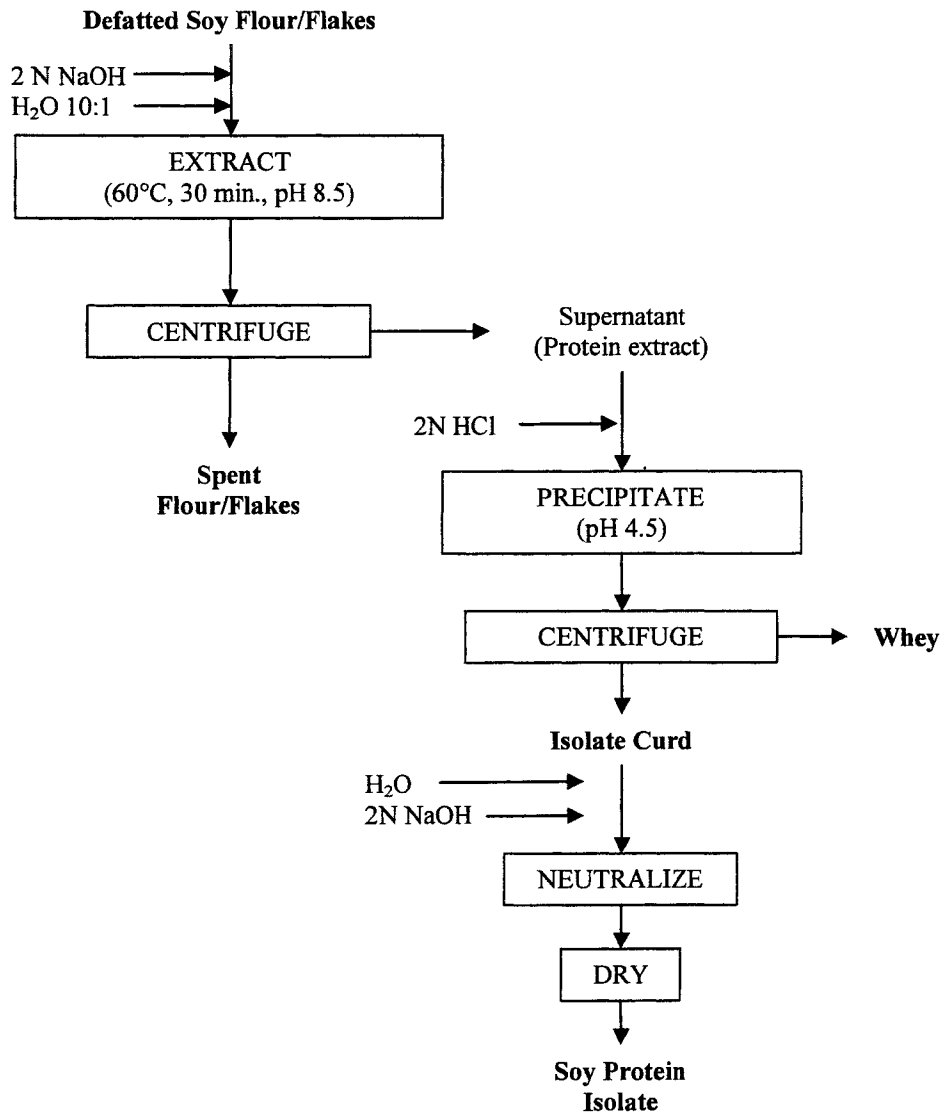 Defatted Soy Flour/Flakes
2 N NaOH
H₂O 10:1
EXTRACT
(60°C, 30 min., pH 8.5)
CENTRIFUGE
Supernatant
(Protein extract)
Spent
Flour/Flakes
2N HCl
PRECIPITATE
(pH 4.5)
CENTRIFUGE
Whey
Isolate Curd
H₂O
2N NaOH
NEUTRALIZE
DRY
Soy Protein
Isolate